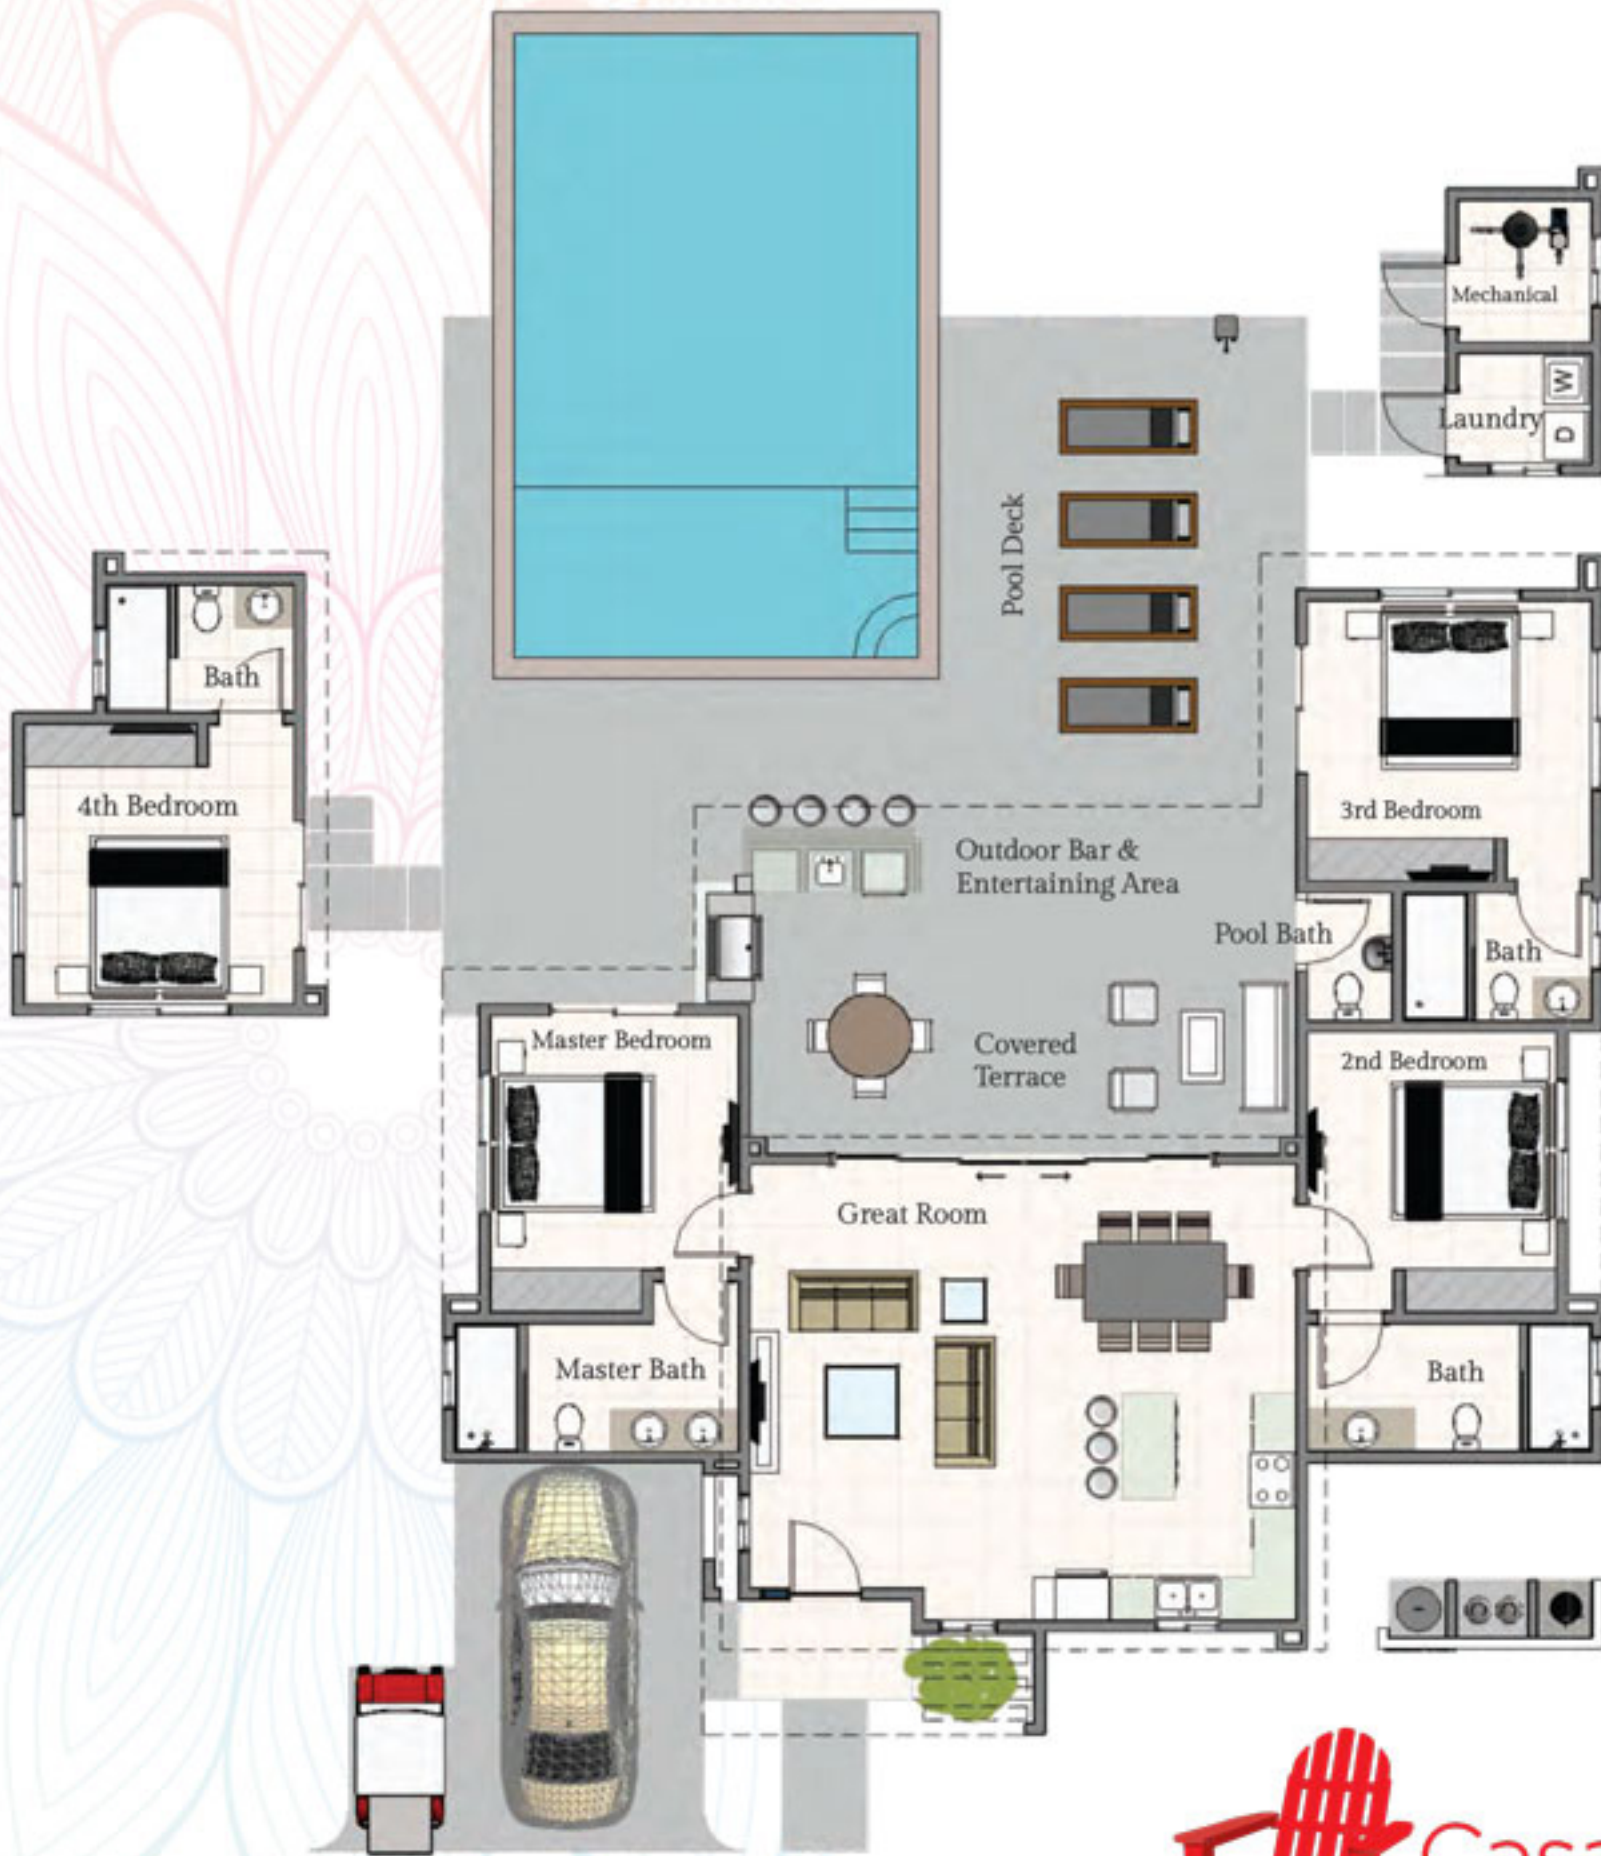 Mechanical
W
Laundry
D
Pool Deck
Bath
4th Bedroom
3rd Bedroom
Outdoor Bar &
Entertaining Area
Pool Bath
Bath
Master Bedroom
Covered
Terrace
2nd Bedroom
Great Room
Master Bath
Bath
Casa